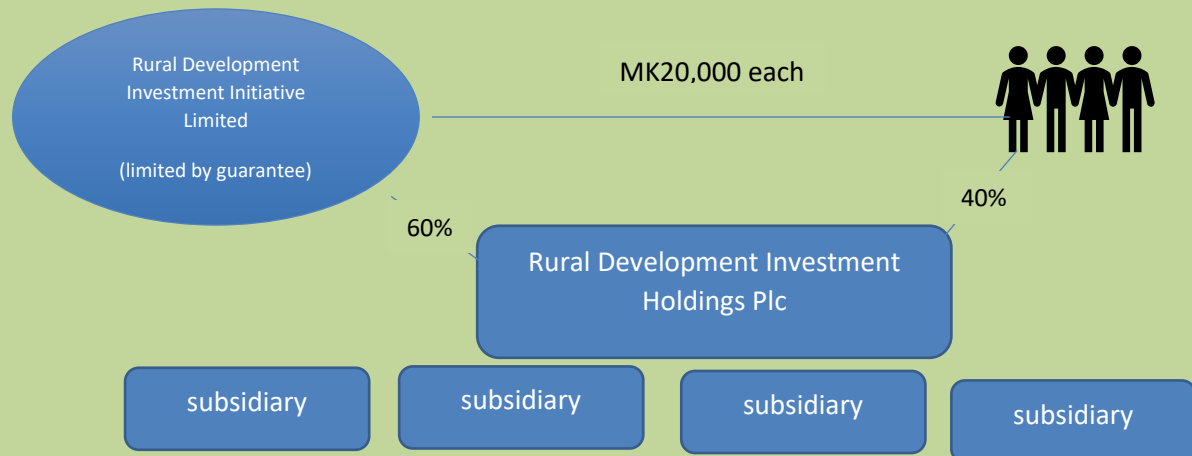 Rural Development
Investment Initiative
Limited
(limited by guarantee)
MK20,000 each
60%
40%
Rural Development Investment
Holdings Plc
subsidiary
subsidiary
subsidiary
subsidiary